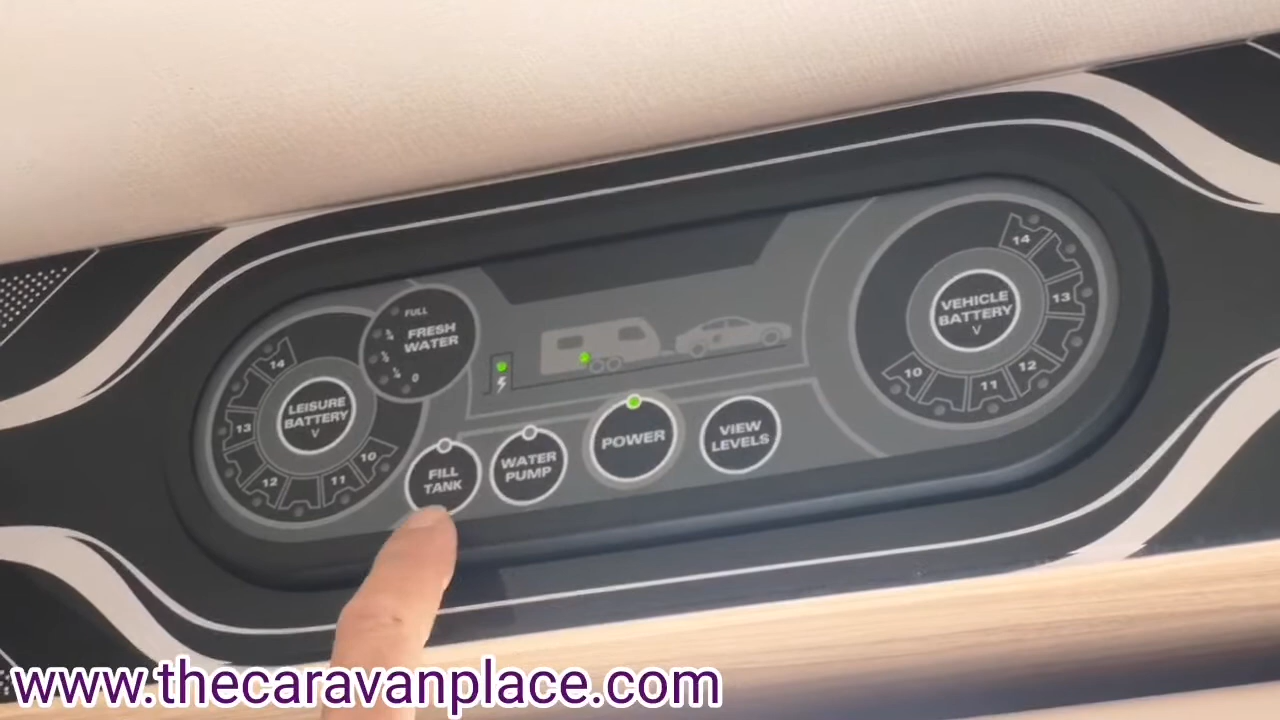 14
13
12
11
10
LEISURE
BATTERY
V
FULL
FRESH
WATER
0
FILL
TANK
WATER
PUMP
POWER
VIEW
LEVELS
VEHICLE
BATTERY
V
14
13
12
11
10
www.thecaravanplace.com